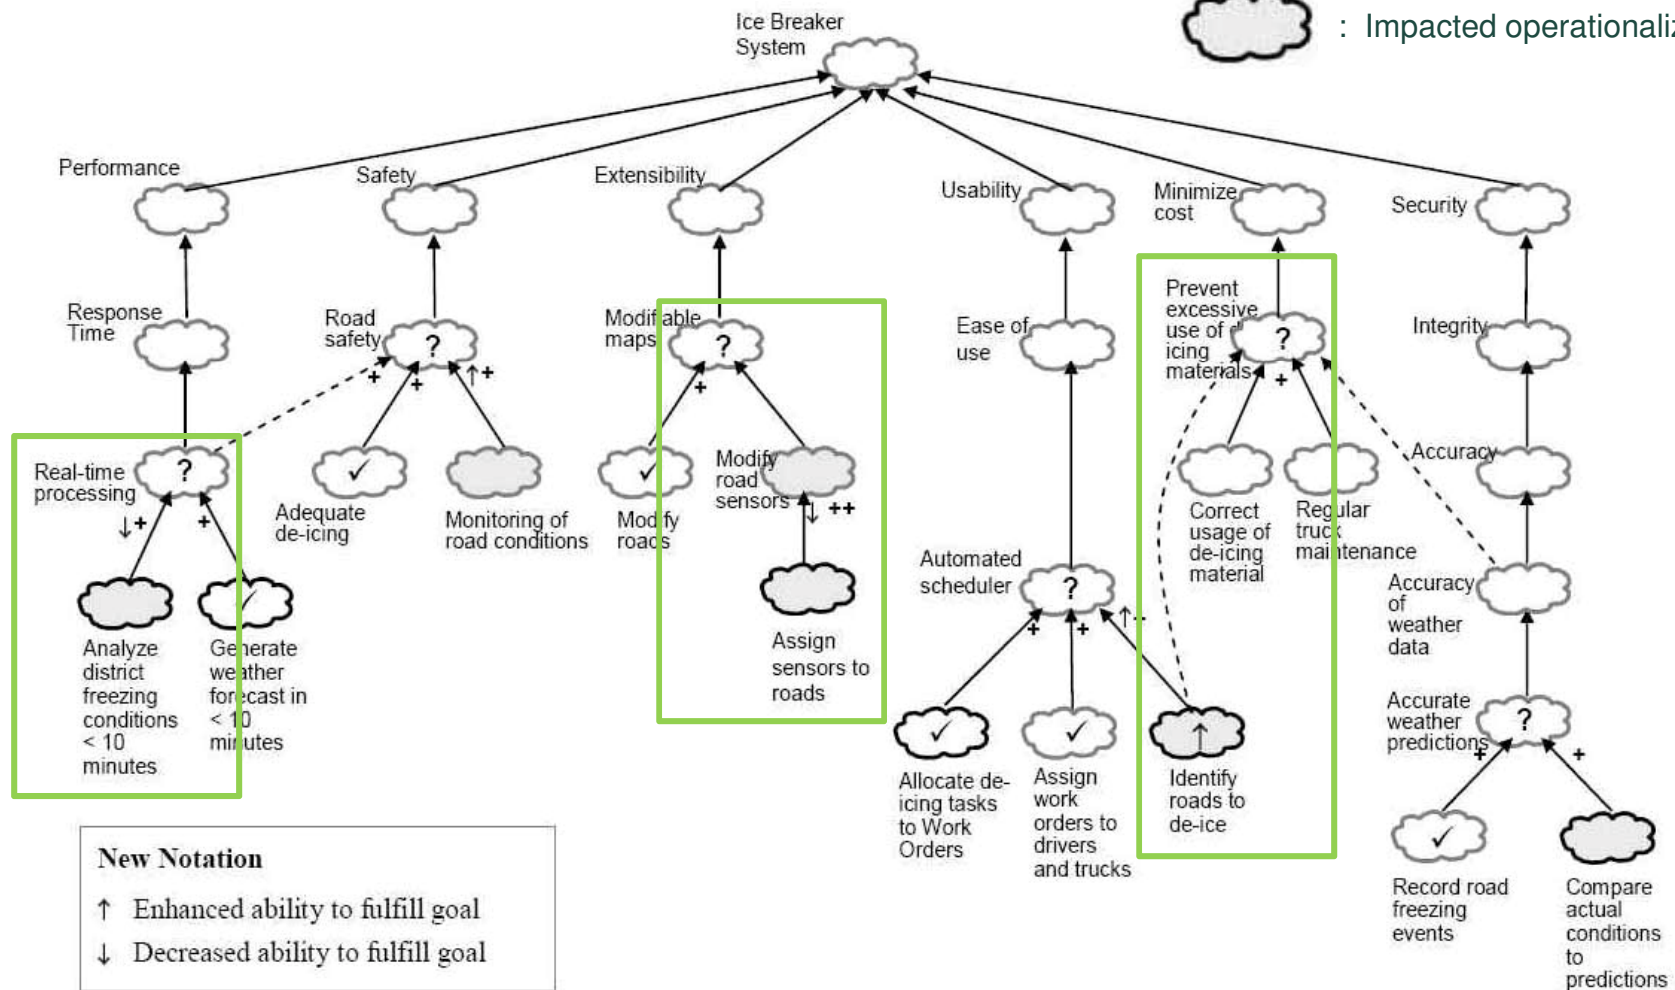 Ice Breaker
System
: Impacted operationaliz
Performance
Safety
Extensibility
Usability
Minimize
cost
Security
Response
Time
Road
safety
?
Modifiable
maps
?
Ease of
use
Prevent
excessive
use of d
icing
materials
?
Integrity
+
+
↑+
+
+
Real-time
processing
?
↓+
+
✓
Adequate
de-icing
Monitoring of
road conditions
✓
Modify
roads
Modify
road
sensors
↓ ++
Correct
usage of
de-icing
material
Regular
truck
maintenance
Accuracy
✓
Analyze
district
freezing
conditions
< 10
minutes
Generate
weather
forecast in
< 10
minutes
Assign
sensors to
roads
Automated
scheduler
?
+
+
↑+
Accuracy
of
weather
data
✓
Allocate de-
icing tasks
to Work
Orders
✓
Assign
work
orders to
drivers
and trucks
↑
Identify
roads to
de-ice
Accurate
weather
predictions
?
+
+
✓
Record road
freezing
events
Compare
actual
conditions
to
predictions
New Notation
↑ Enhanced ability to fulfill goal
↓ Decreased ability to fulfill goal